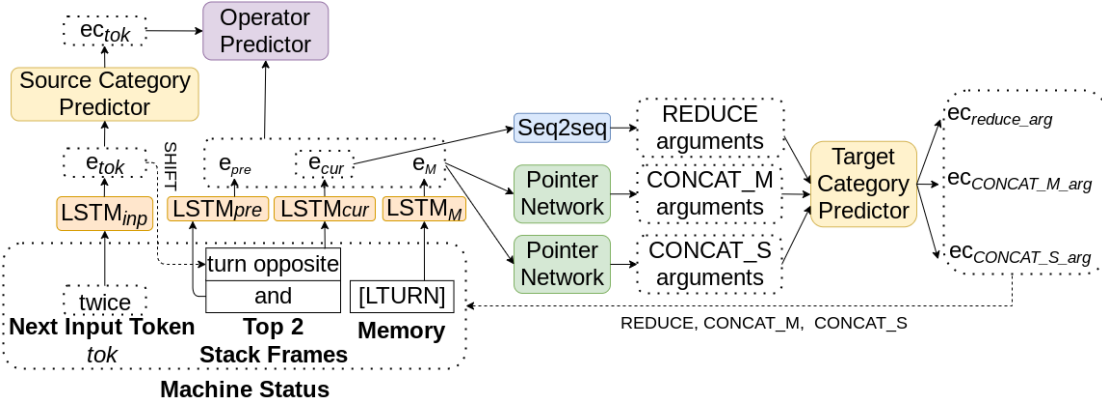 ec_tok
Operator
Predictor
Source Category
Predictor
SHIFT
e_tok
e_pre
e_cur
e_M
LSTM_inp
LSTM_pre
LSTM_cur
LSTM_M
turn opposite
and
twice
[LTURN]
Next Input Token
tok
Top 2
Stack Frames
Memory
Machine Status
Seq2seq
Pointer
Network
Pointer
Network
REDUCE
arguments
CONCAT_M
arguments
CONCAT_S
arguments
Target
Category
Predictor
ec_reduce_arg
ec_CONCAT_M_arg
ec_CONCAT_S_arg
REDUCE, CONCAT_M, CONCAT_S